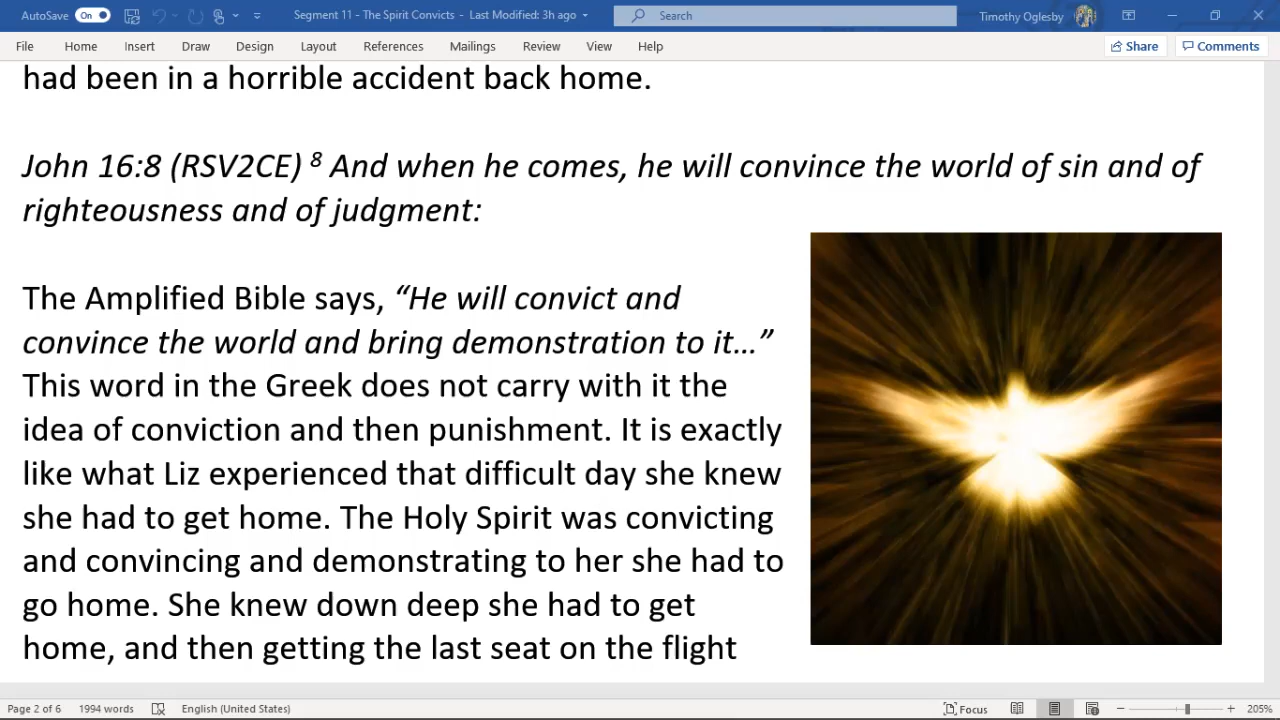 AutoSave On Segment 11 - The Spirit Convicts - Last Modified: 3h ago Search Timothy Oglesby
File Home Insert Draw Design Layout References Mailings Review View Help Share Comments
had been in a horrible accident back home.
John 16:8 (RSV2CE) 8 And when he comes, he will convince the world of sin and of
righteousness and of judgment:
The Amplified Bible says, “He will convict and
convince the world and bring demonstration to it…”
This word in the Greek does not carry with it the
idea of conviction and then punishment. It is exactly
like what Liz experienced that difficult day she knew
she had to get home. The Holy Spirit was convicting
and convincing and demonstrating to her she had to
go home. She knew down deep she had to get
home, and then getting the last seat on the flight
Page 2 of 6 1994 words English (United States) Focus 205%